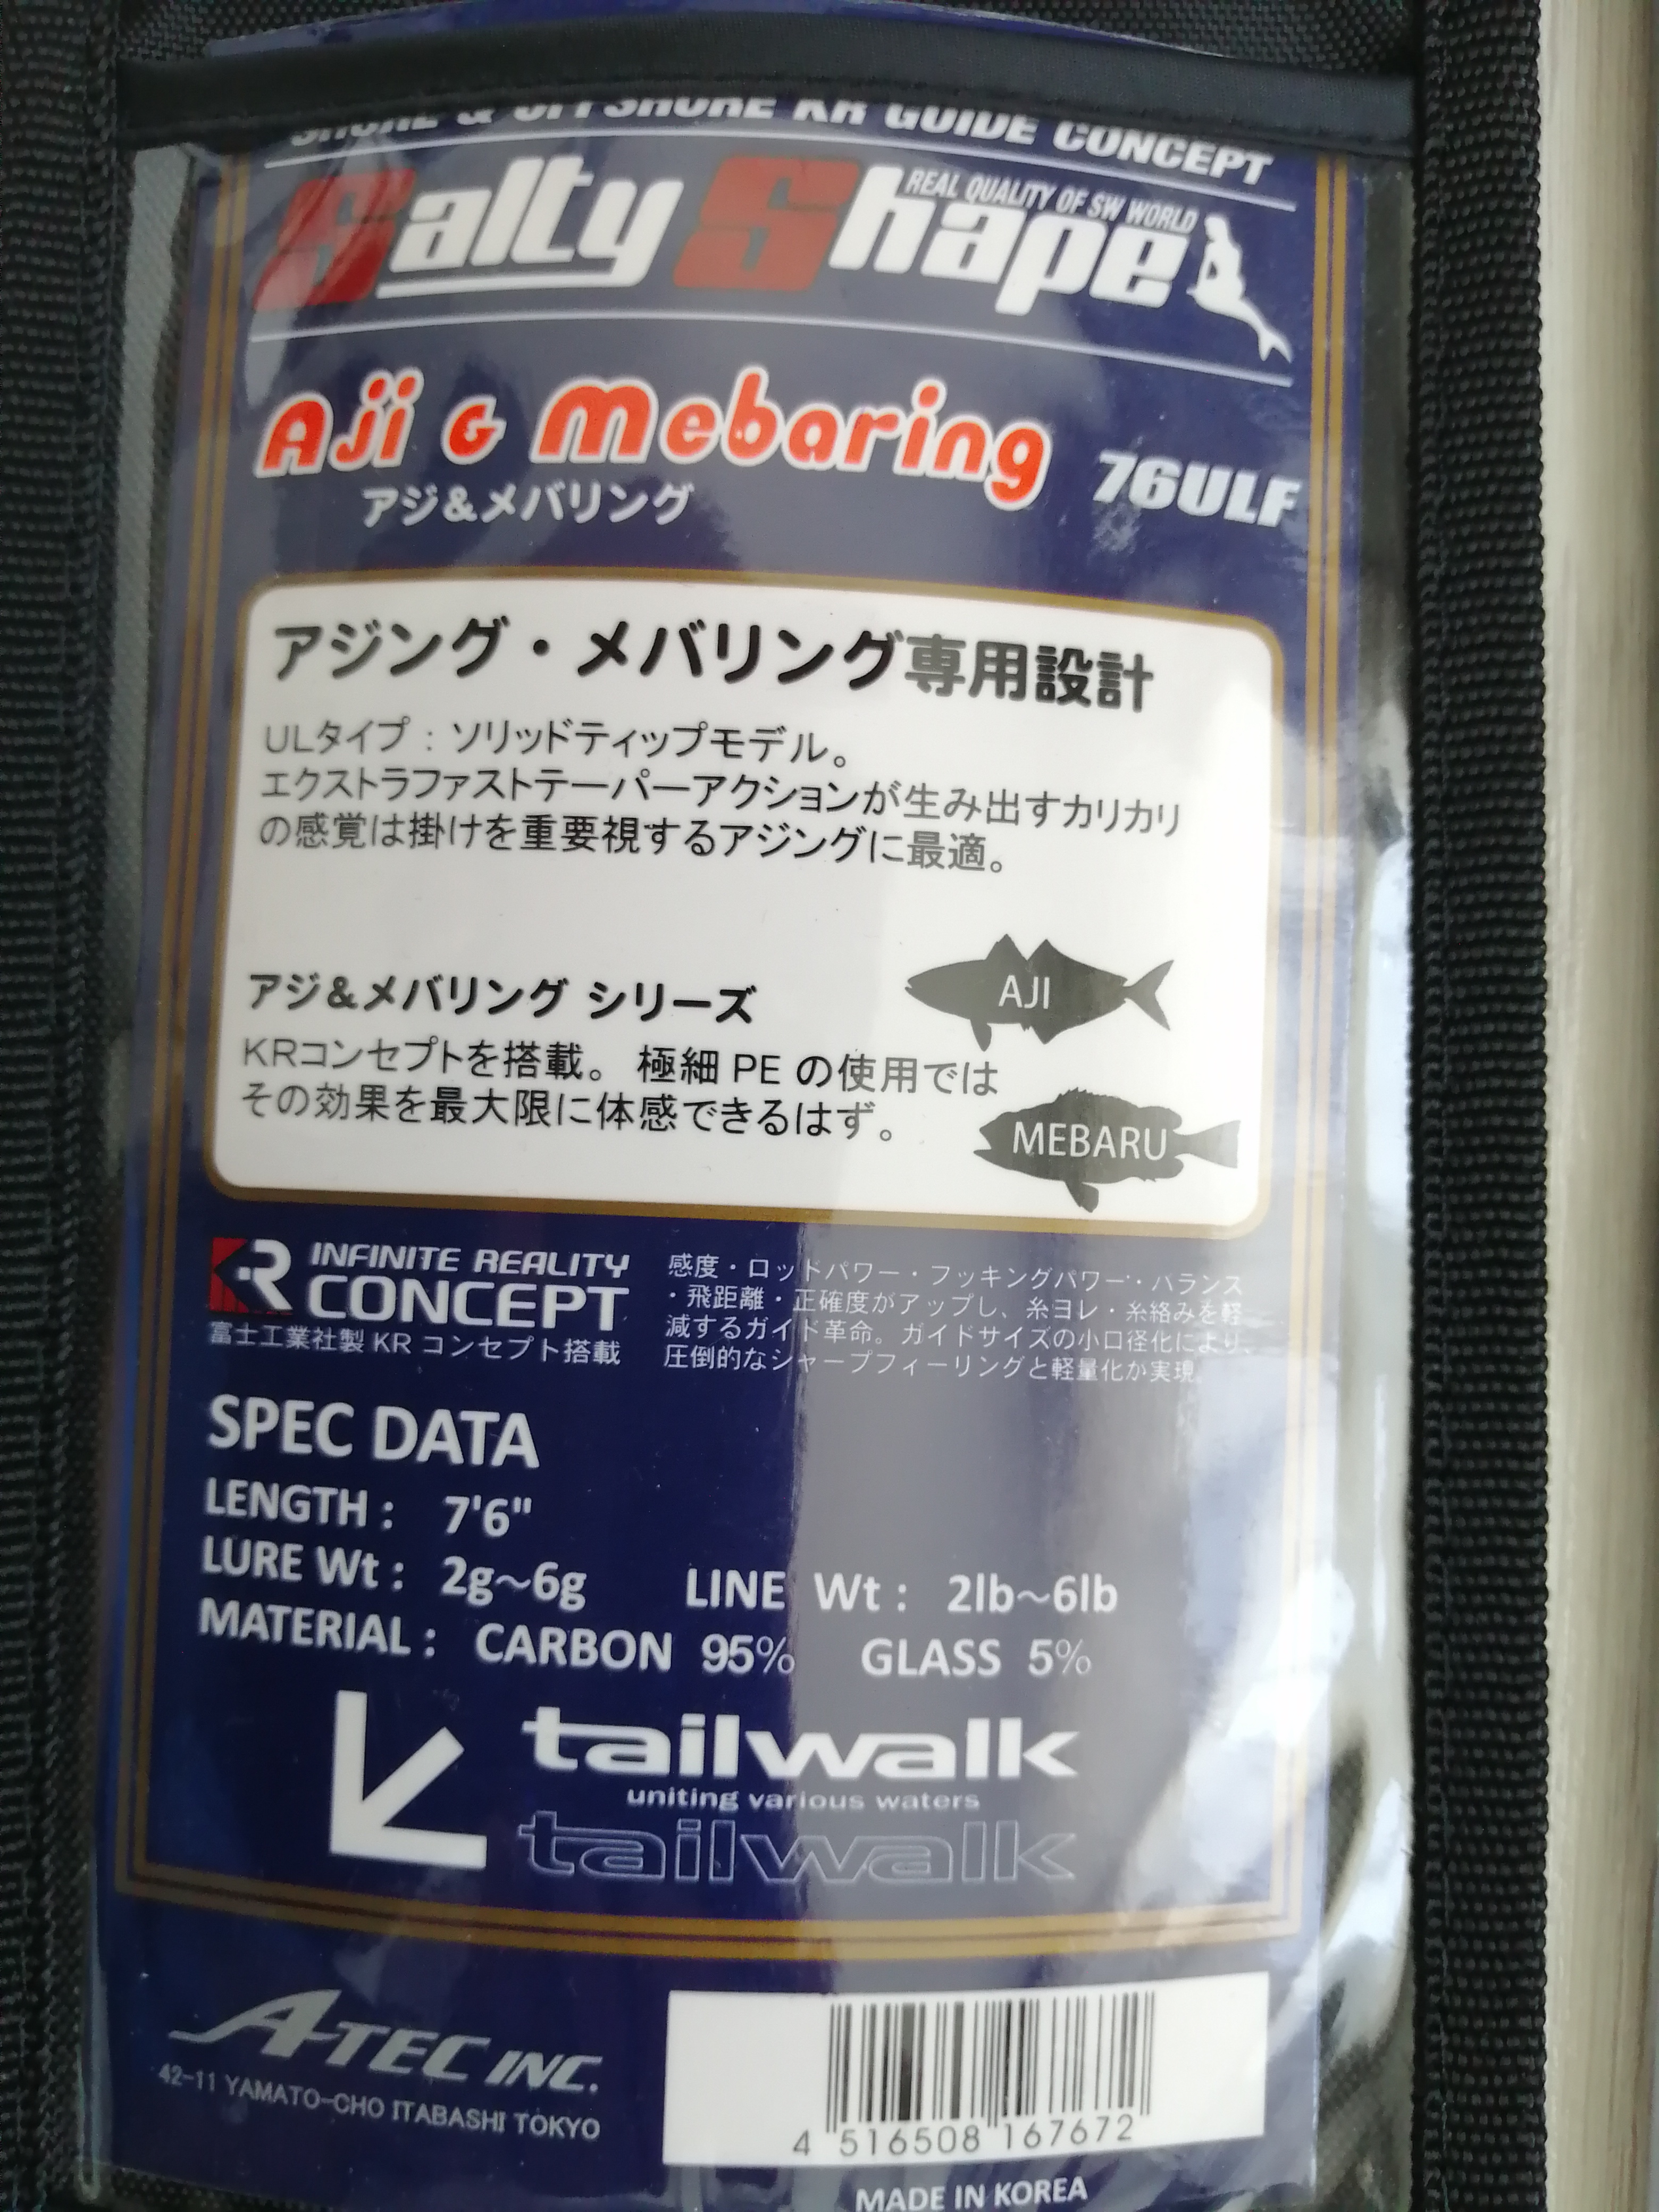 SHORE & OFFSHORE KR GUIDE CONCEPT
Salty Shape
REAL QUALITY OF SW WORLD
Aji & Mebaring 76ULF
アジ&メバリング
アジング・メバリング専用設計
ULタイプ:ソリッドティップモデル。
エクストラファストテーパーアクションが生み出すカリカリ
の感覚は掛けを重要視するアジングに最適。
AJI
アジ&メバリング シリーズ
KRコンセプトを搭載。 極細 PE の使用では
その効果を最大限に体感できるはず。
MEBARU
KR INFINITE REALITY
CONCEPT
富士工業社製 KR コンセプト搭載
感度・ロッドパワー・フッキングパワー・バランス
・飛距離・正確度がアップし、糸ヨレ・糸絡みを軽
減するガイド革命。ガイドサイズの小口径化により、
圧倒的なシャープフィーリングと軽量化が実現。
SPEC DATA
LENGTH : 7'6"
LURE Wt : 2g~6g LINE Wt : 2lb~6lb
MATERIAL : CARBON 95% GLASS 5%
tailwalk
uniting various waters
tailwalk
A-TEC INC.
42-11 YAMATO-CHO ITABASHI TOKYO
4 516508 167672
MADE IN KOREA